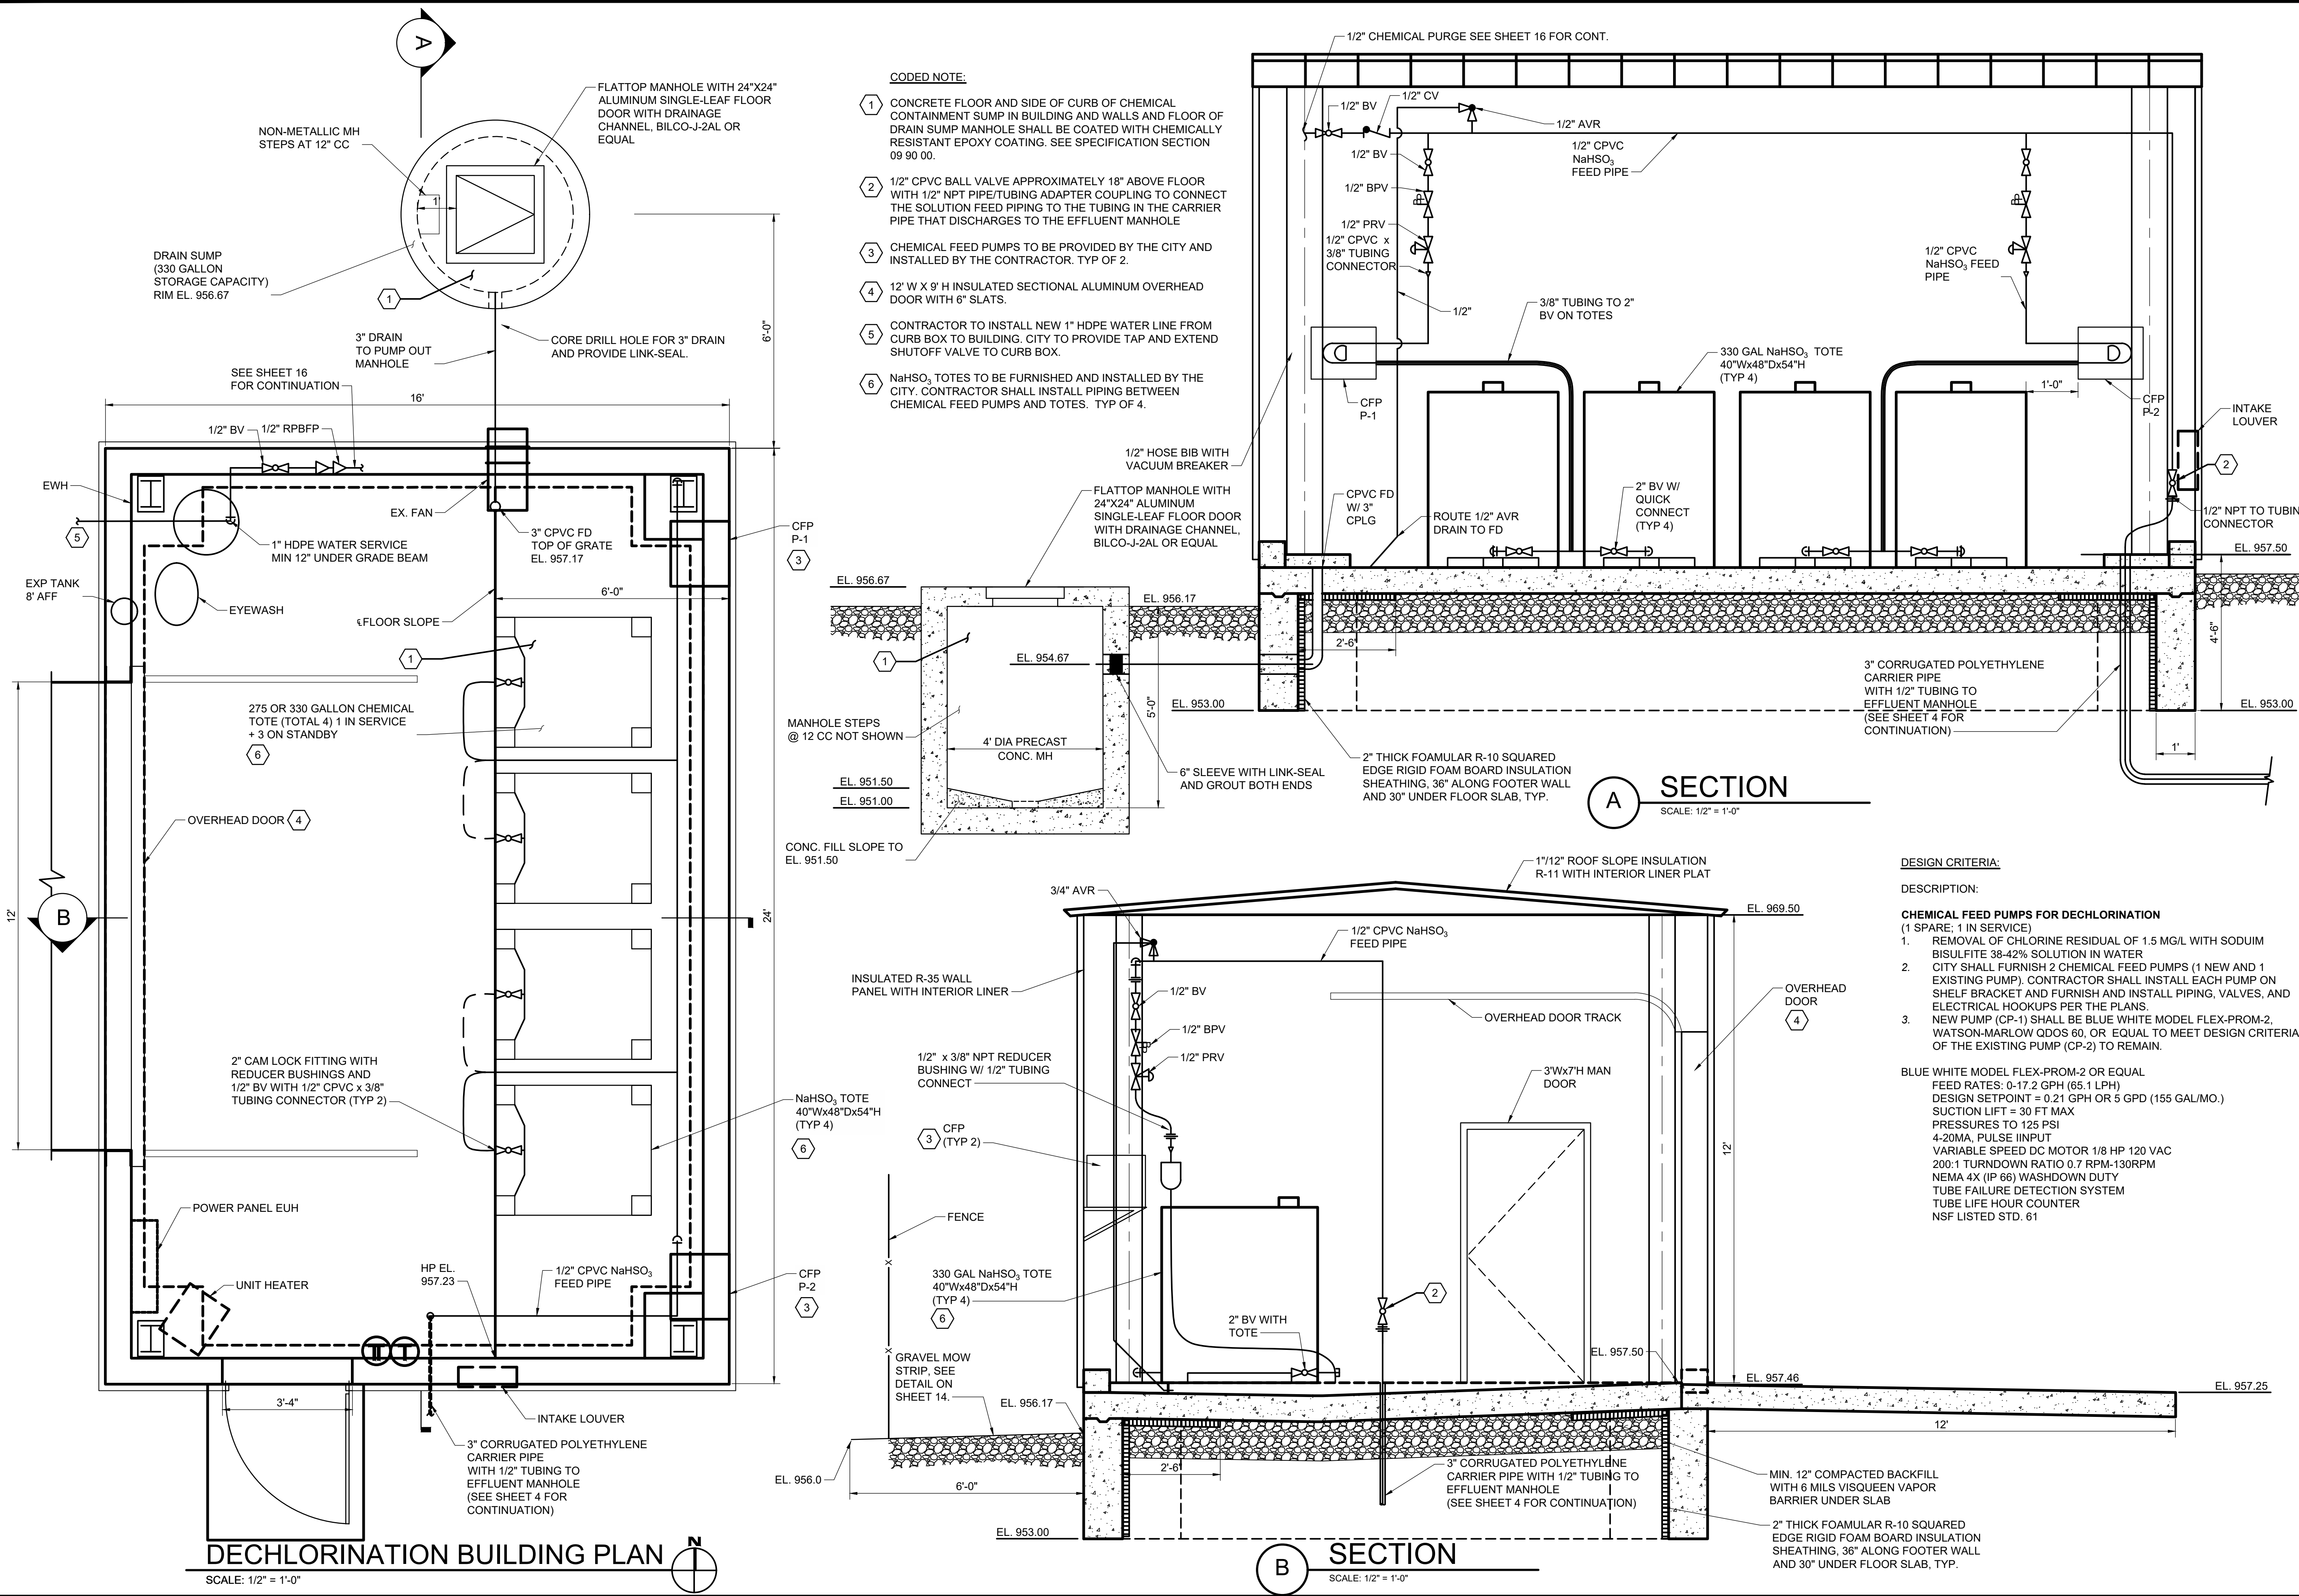 A
FLATTOP MANHOLE WITH 24"X24"
ALUMINUM SINGLE-LEAF FLOOR
DOOR WITH DRAINAGE
CHANNEL, BILCO-J-2AL OR
EQUAL
NON-METALLIC MH
STEPS AT 12" CC
1'
DRAIN SUMP
(330 GALLON
STORAGE CAPACITY)
RIM EL. 956.67
1
3" DRAIN
TO PUMP OUT
MANHOLE
CORE DRILL HOLE FOR 3" DRAIN
AND PROVIDE LINK-SEAL.
6'-0"
SEE SHEET 16
FOR CONTINUATION
16'
1/2" BV
1/2" RPBFP
EWH
EX. FAN
5
3" CPVC FD
TOP OF GRATE
EL. 957.17
CFP
P-1
3
1" HDPE WATER SERVICE
MIN 12" UNDER GRADE BEAM
EXP TANK
8' AFF
EYEWASH
6'-0"
℄FLOOR SLOPE
1
275 OR 330 GALLON CHEMICAL
TOTE (TOTAL 4) 1 IN SERVICE
+ 3 ON STANDBY
6
OVERHEAD DOOR
4
12'
B
24'
2" CAM LOCK FITTING WITH
REDUCER BUSHINGS AND
1/2" BV WITH 1/2" CPVC x 3/8"
TUBING CONNECTOR (TYP 2)
NaHSO3 TOTE
40"Wx48"Dx54"H
(TYP 4)
6
POWER PANEL EUH
UNIT HEATER
HP EL.
957.23
1/2" CPVC NaHSO3
FEED PIPE
CFP
P-2
3
3'-4"
INTAKE LOUVER
3" CORRUGATED POLYETHYLENE
CARRIER PIPE
WITH 1/2" TUBING TO
EFFLUENT MANHOLE
(SEE SHEET 4 FOR
CONTINUATION)
DECHLORINATION BUILDING PLAN
N
SCALE: 1/2" = 1'-0"
CODED NOTE:
1 CONCRETE FLOOR AND SIDE OF CURB OF CHEMICAL
CONTAINMENT SUMP IN BUILDING AND WALLS AND FLOOR OF
DRAIN SUMP MANHOLE SHALL BE COATED WITH CHEMICALLY
RESISTANT EPOXY COATING. SEE SPECIFICATION SECTION
09 90 00.
2 1/2" CPVC BALL VALVE APPROXIMATELY 18" ABOVE FLOOR
WITH 1/2" NPT PIPE/TUBING ADAPTER COUPLING TO CONNECT
THE SOLUTION FEED PIPING TO THE TUBING IN THE CARRIER
PIPE THAT DISCHARGES TO THE EFFLUENT MANHOLE
3 CHEMICAL FEED PUMPS TO BE PROVIDED BY THE CITY AND
INSTALLED BY THE CONTRACTOR. TYP OF 2.
4 12' W X 9' H INSULATED SECTIONAL ALUMINUM OVERHEAD
DOOR WITH 6" SLATS.
5 CONTRACTOR TO INSTALL NEW 1" HDPE WATER LINE FROM
CURB BOX TO BUILDING. CITY TO PROVIDE TAP AND EXTEND
SHUTOFF VALVE TO CURB BOX.
6 NaHSO3 TOTES TO BE FURNISHED AND INSTALLED BY THE
CITY. CONTRACTOR SHALL INSTALL PIPING BETWEEN
CHEMICAL FEED PUMPS AND TOTES. TYP OF 4.
1/2" CHEMICAL PURGE SEE SHEET 16 FOR CONT.
1/2" BV
1/2" CV
1/2" AVR
1/2" BV
1/2" CPVC
NaHSO3
FEED PIPE
1/2" BPV
1/2" PRV
1/2" CPVC x
3/8" TUBING
CONNECTOR
1/2" CPVC
NaHSO3 FEED
PIPE
3/8" TUBING TO 2"
BV ON TOTES
1/2"
330 GAL NaHSO3 TOTE
40"Wx48"Dx54"H
(TYP 4)
1'-0"
CFP
P-1
CFP
P-2
INTAKE
LOUVER
2
1/2" HOSE BIB WITH
VACUUM BREAKER
FLATTOP MANHOLE WITH
24"X24" ALUMINUM
SINGLE-LEAF FLOOR DOOR
WITH DRAINAGE CHANNEL,
BILCO-J-2AL OR EQUAL
CPVC FD
W/ 3"
CPLG
ROUTE 1/2" AVR
DRAIN TO FD
2" BV W/
QUICK
CONNECT
(TYP 4)
1/2" NPT TO TUBIN
CONNECTOR
EL. 957.50
EL. 956.67
EL. 956.17
2'-6"
4'-6"
1
EL. 954.67
5'-0"
EL. 953.00
3" CORRUGATED POLYETHYLENE
CARRIER PIPE
WITH 1/2" TUBING TO
EFFLUENT MANHOLE
(SEE SHEET 4 FOR
CONTINUATION)
EL. 953.00
1'
MANHOLE STEPS
@ 12 CC NOT SHOWN
4' DIA PRECAST
CONC. MH
6" SLEEVE WITH LINK-SEAL
AND GROUT BOTH ENDS
2" THICK FOAMULAR R-10 SQUARED
EDGE RIGID FOAM BOARD INSULATION
SHEATHING, 36" ALONG FOOTER WALL
AND 30" UNDER FLOOR SLAB, TYP.
EL. 951.50
EL. 951.00
CONC. FILL SLOPE TO
EL. 951.50
A
SECTION
SCALE: 1/2" = 1'-0"
1"/12" ROOF SLOPE INSULATION
R-11 WITH INTERIOR LINER PLAT
3/4" AVR
EL. 969.50
1/2" CPVC NaHSO3
FEED PIPE
INSULATED R-35 WALL
PANEL WITH INTERIOR LINER
1/2" BV
OVERHEAD
DOOR
4
OVERHEAD DOOR TRACK
1/2" BPV
1/2" x 3/8" NPT REDUCER
BUSHING W/ 1/2" TUBING
CONNECT
1/2" PRV
3'Wx7'H MAN
DOOR
3 CFP
(TYP 2)
12'
FENCE
X
X
330 GAL NaHSO3 TOTE
40"Wx48"Dx54"H
(TYP 4)
6
2
2" BV WITH
TOTE
EL. 957.50
GRAVEL MOW
STRIP, SEE
DETAIL ON
SHEET 14.
EL. 956.17
EL. 957.46
EL. 957.25
12'
EL. 956.0
6'-0"
2'-6"
3" CORRUGATED POLYETHYLENE
CARRIER PIPE WITH 1/2" TUBING TO
EFFLUENT MANHOLE
(SEE SHEET 4 FOR CONTINUATION)
MIN. 12" COMPACTED BACKFILL
WITH 6 MILS VISQUEEN VAPOR
BARRIER UNDER SLAB
EL. 953.00
2" THICK FOAMULAR R-10 SQUARED
EDGE RIGID FOAM BOARD INSULATION
SHEATHING, 36" ALONG FOOTER WALL
AND 30" UNDER FLOOR SLAB, TYP.
B
SECTION
SCALE: 1/2" = 1'-0"
DESIGN CRITERIA:
DESCRIPTION:
CHEMICAL FEED PUMPS FOR DECHLORINATION
(1 SPARE; 1 IN SERVICE)
1. REMOVAL OF CHLORINE RESIDUAL OF 1.5 MG/L WITH SODUIM
BISULFITE 38-42% SOLUTION IN WATER
2. CITY SHALL FURNISH 2 CHEMICAL FEED PUMPS (1 NEW AND 1
EXISTING PUMP). CONTRACTOR SHALL INSTALL EACH PUMP ON
SHELF BRACKET AND FURNISH AND INSTALL PIPING, VALVES, AND
ELECTRICAL HOOKUPS PER THE PLANS.
3. NEW PUMP (CP-1) SHALL BE BLUE WHITE MODEL FLEX-PROM-2,
WATSON-MARLOW QDOS 60, OR EQUAL TO MEET DESIGN CRITERIA
OF THE EXISTING PUMP (CP-2) TO REMAIN.
BLUE WHITE MODEL FLEX-PROM-2 OR EQUAL
FEED RATES: 0-17.2 GPH (65.1 LPH)
DESIGN SETPOINT = 0.21 GPH OR 5 GPD (155 GAL/MO.)
SUCTION LIFT = 30 FT MAX
PRESSURES TO 125 PSI
4-20MA, PULSE IINPUT
VARIABLE SPEED DC MOTOR 1/8 HP 120 VAC
200:1 TURNDOWN RATIO 0.7 RPM-130RPM
NEMA 4X (IP 66) WASHDOWN DUTY
TUBE FAILURE DETECTION SYSTEM
TUBE LIFE HOUR COUNTER
NSF LISTED STD. 61